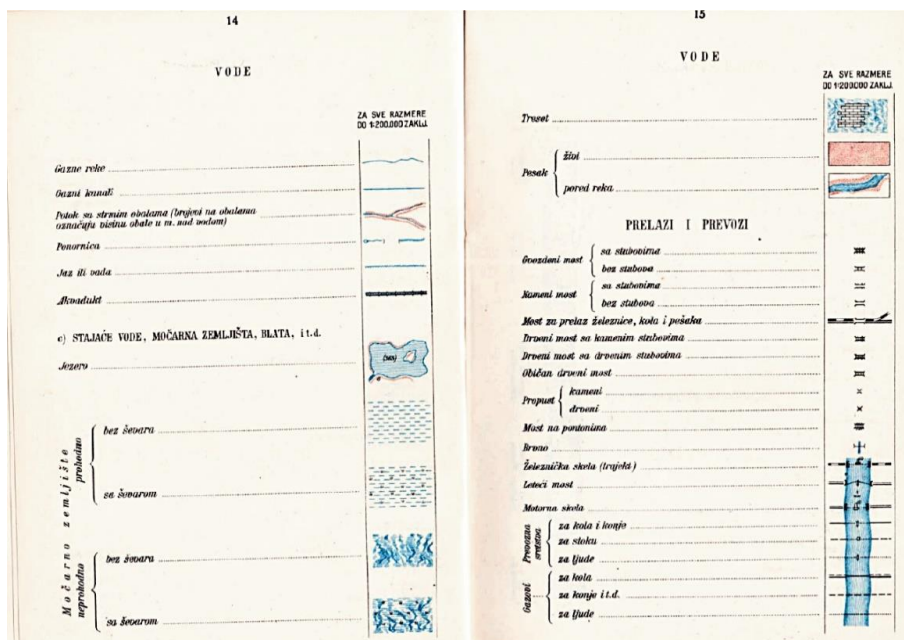 14
VODE
ZA SVE RAZMERE
DO 1:200.000 ZAKLJ.
Gazne reke
Gazni kanali
Potok sa strmim obalama (brojevi na obalama
označuju visinu obale u m. nad vodom)
Ponornica
Jaz ili vada
Akvadukt
c) STAJAĆE VODE, MOČARNA ZEMLJIŠTA, BLATA, i t.d.
Jezero
Močarno zemljište
prohodno
bez ševara
sa ševarom
neprohodno
bez ševara
sa ševarom
15
VODE
ZA SVE RAZMERE
DO 1:200.000 ZAKLJ.
Treset
Pesak
živi
pored reka
PRELAZI I PREVOZI
Gvozdeni most
sa stubovima
bez stubova
Kameni most
sa stubovima
bez stubova
Most za prelaz železnice, kola i pešaka
Drveni most sa kamenim stubovima
Drveni most sa drvenim stubovima
Običan drveni most
Propust
kameni
drveni
Most na pontonima
Brvno
Železnička skela (trajekt)
Leteći most
Motorna skela
Prevozna sredstva
za kola i konje
za stoku
za ljude
Gazovi
za kola
za konje i t.d.
za ljude